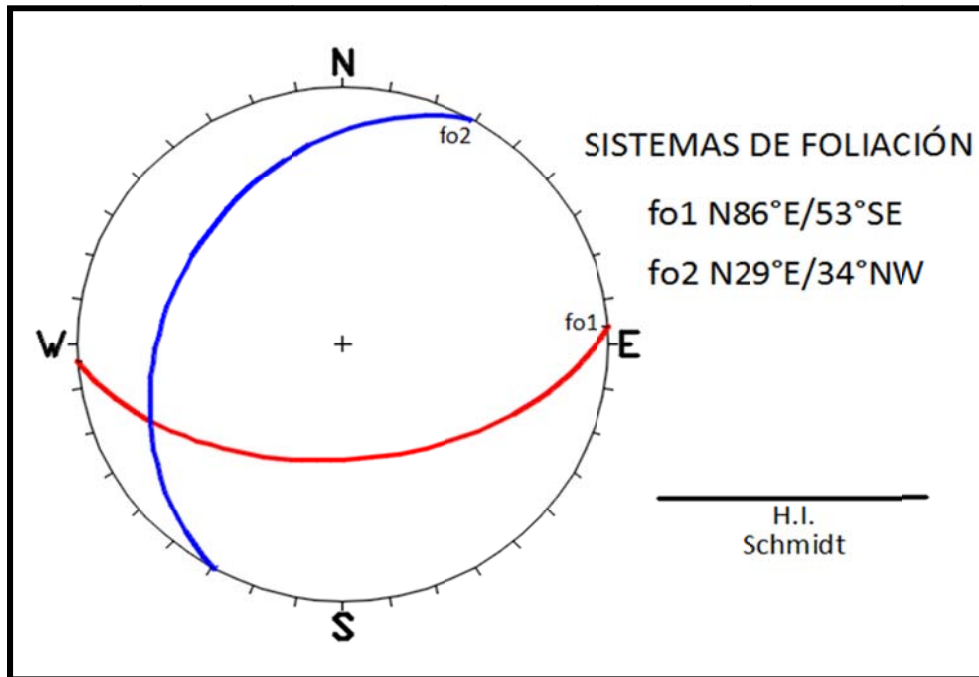 N
fo2
SISTEMAS DE FOLIACIÓN
fo1 N86°E/53°SE
fo2 N29°E/34°NW
fo1
W
E
H.I.
Schmidt
S